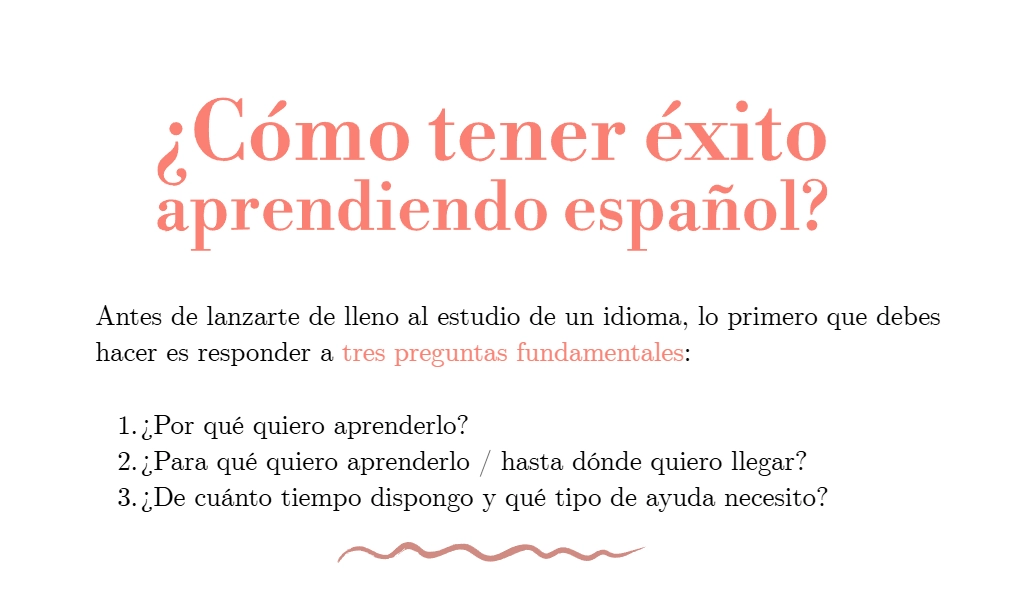 ¿Cómo tener éxito
aprendiendo español?
Antes de lanzarte de lleno al estudio de un idioma, lo primero que debes
hacer es responder a tres preguntas fundamentales:
1. ¿Por qué quiero aprenderlo?
2. ¿Para qué quiero aprenderlo / hasta dónde quiero llegar?
3. ¿De cuánto tiempo dispongo y qué tipo de ayuda necesito?